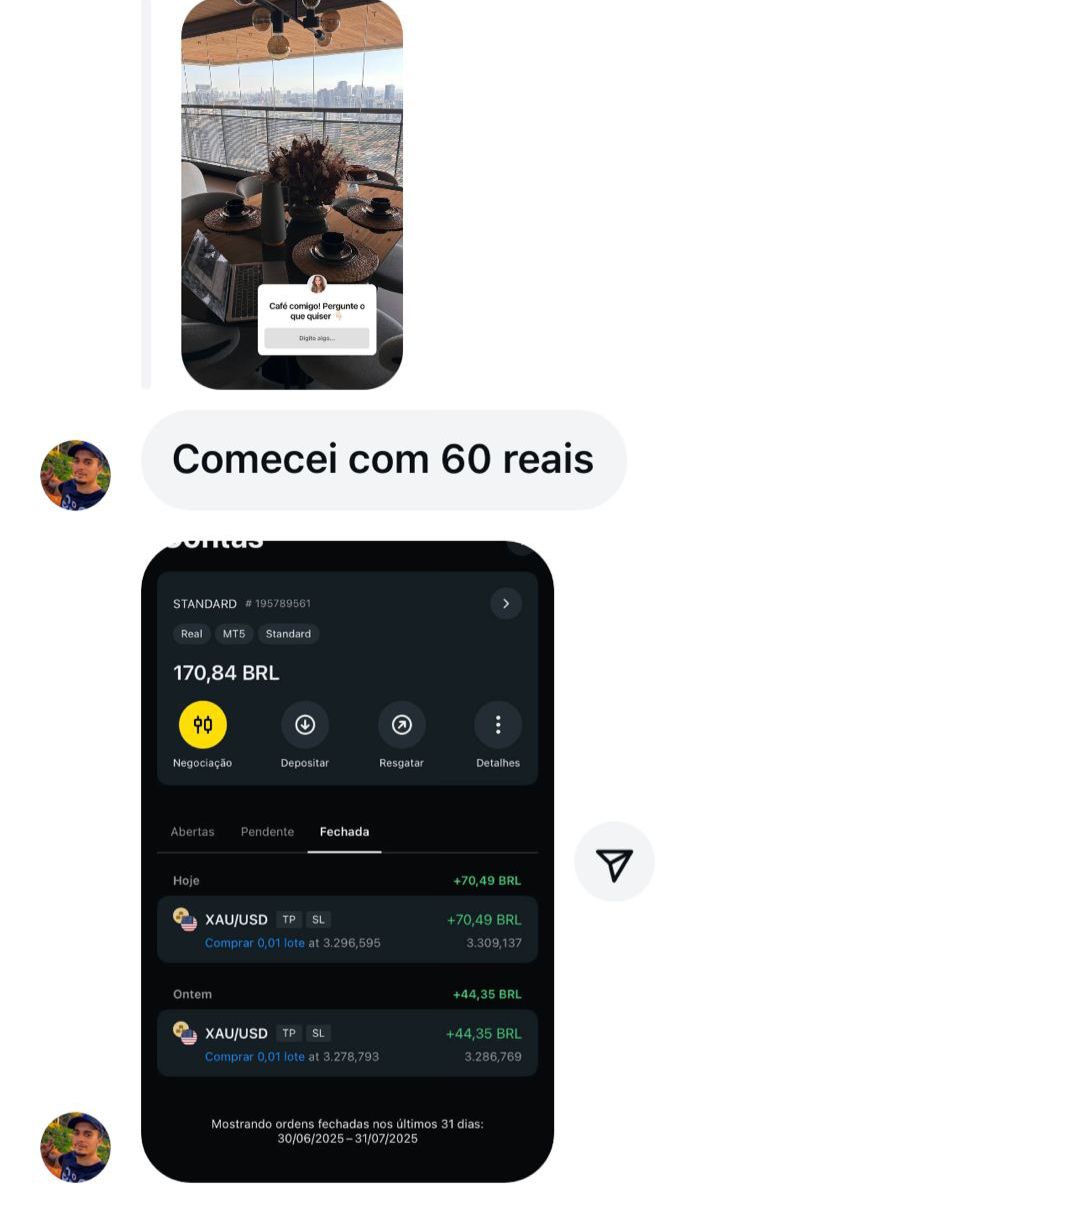 Café comigo! Pergunte o
que quiser 👇🏻
Digite algo...
Comecei com 60 reais
Contas
STANDARD # 195789561
Real MT5 Standard
170,84 BRL
Negociação Depositar Resgatar Detalhes
Abertas Pendente Fechada
Hoje +70,49 BRL
XAU/USD TP SL +70,49 BRL
Comprar 0,01 lote at 3.296,595 3.309,137
Ontem +44,35 BRL
XAU/USD TP SL +44,35 BRL
Comprar 0,01 lote at 3.278,793 3.286,769
Mostrando ordens fechadas nos últimos 31 dias:
30/06/2025 – 31/07/2025